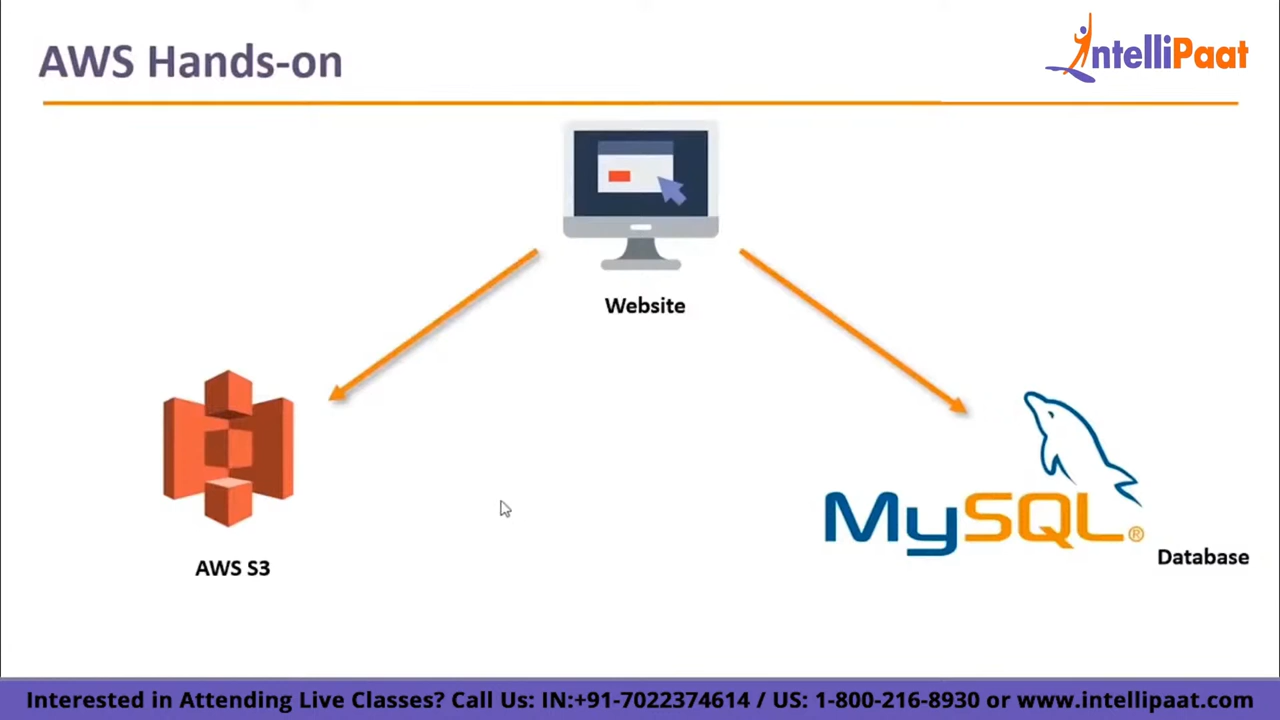 AWS Hands-on
IntelliPaat
Website
AWS S3
MySQL®
Database
Interested in Attending Live Classes? Call Us: IN:+91-7022374614 / US: 1-800-216-8930 or www.intellipaat.com